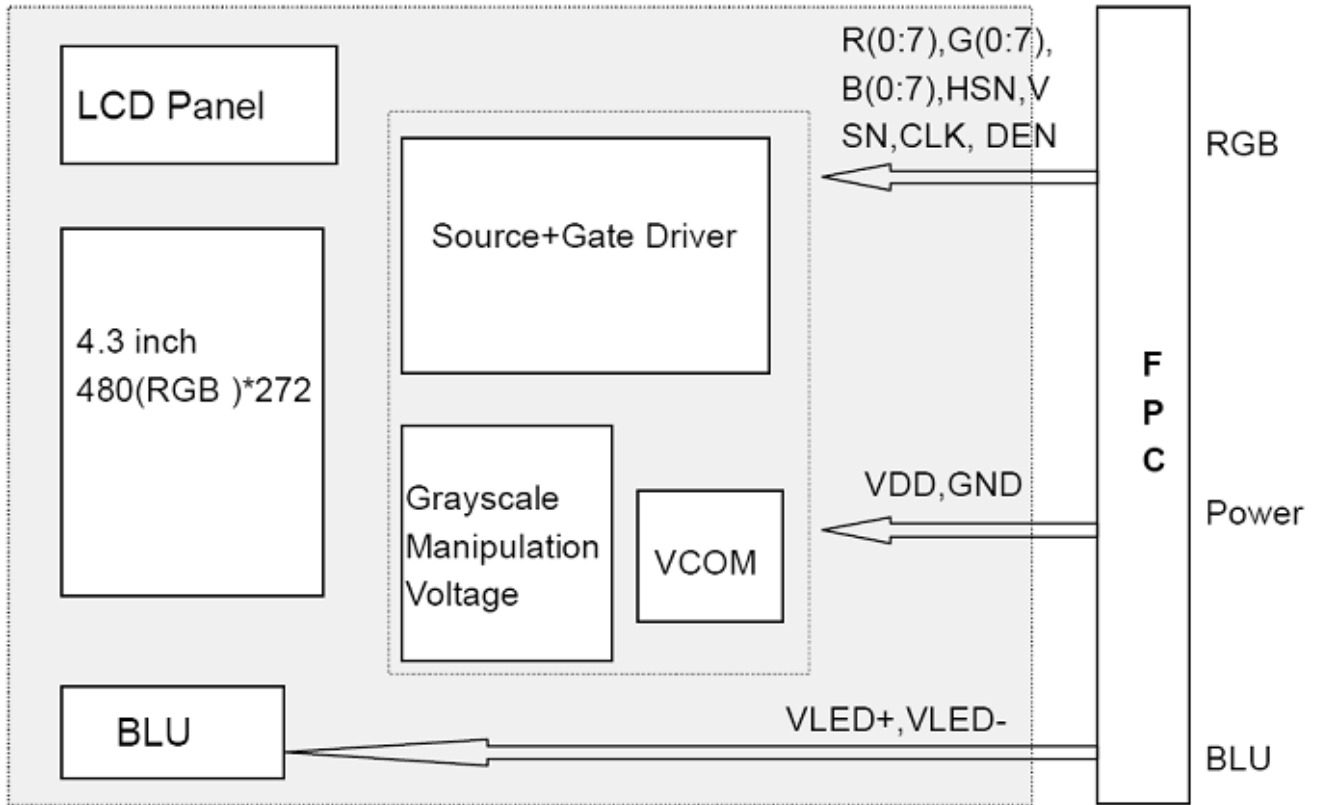 LCD Panel
4.3 inch
480(RGB )*272
BLU
Source+Gate Driver
Grayscale
Manipulation
Voltage
VCOM
R(0:7),G(0:7),
B(0:7),HSN,V
SN,CLK, DEN
VDD,GND
VLED+,VLED-
F
P
C
RGB
Power
BLU